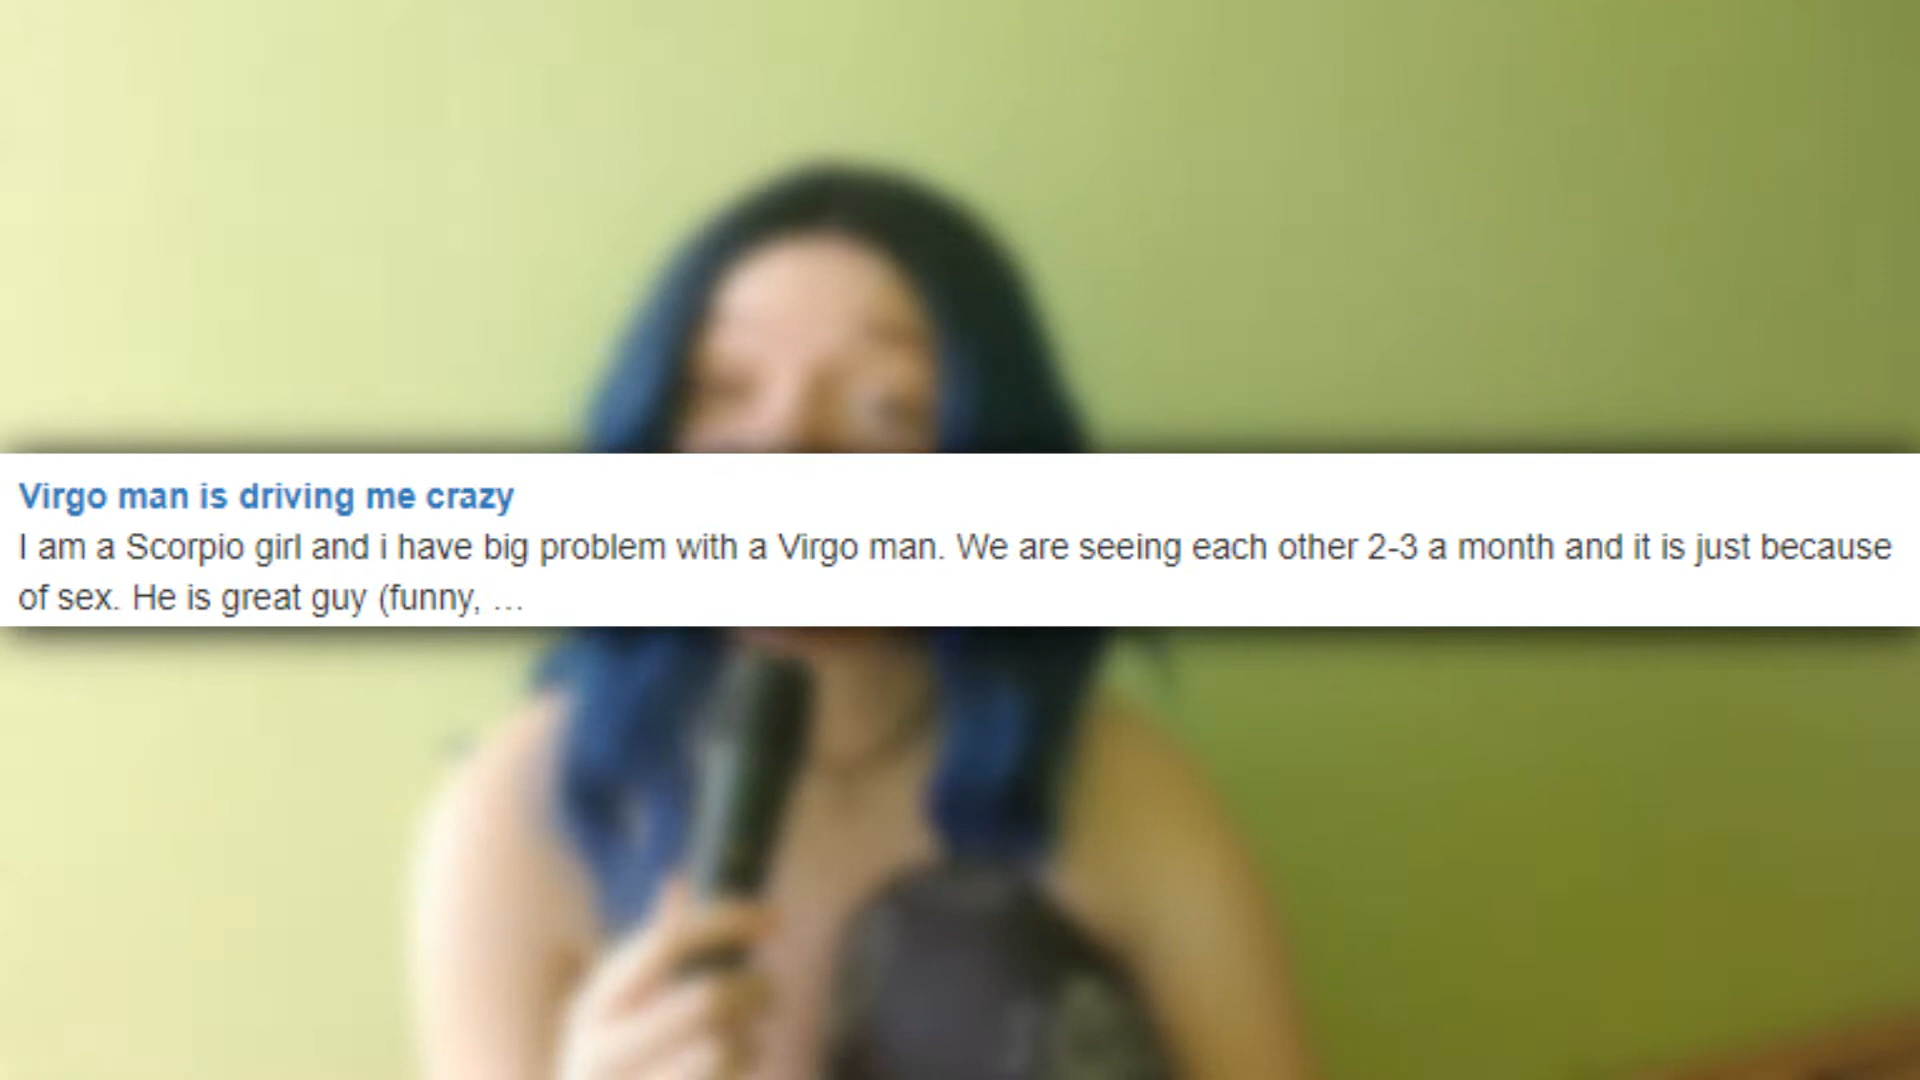 Virgo man is driving me crazy
I am a Scorpio girl and i have big problem with a Virgo man. We are seeing each other 2-3 a month and it is just because
of sex. He is great guy (funny, ...